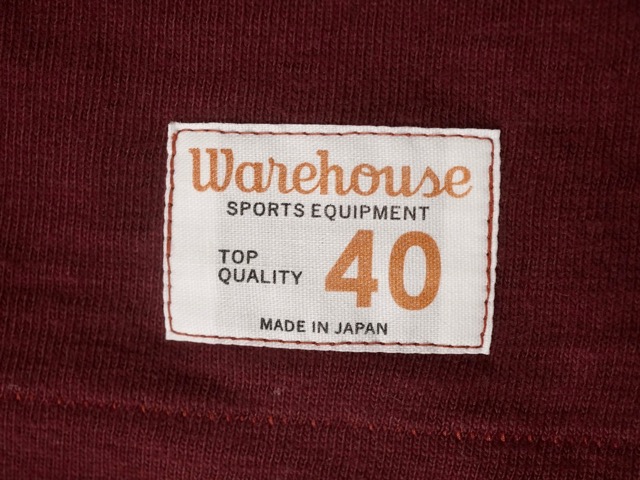 Warehouse
SPORTS EQUIPMENT
TOP
QUALITY
40
MADE IN JAPAN